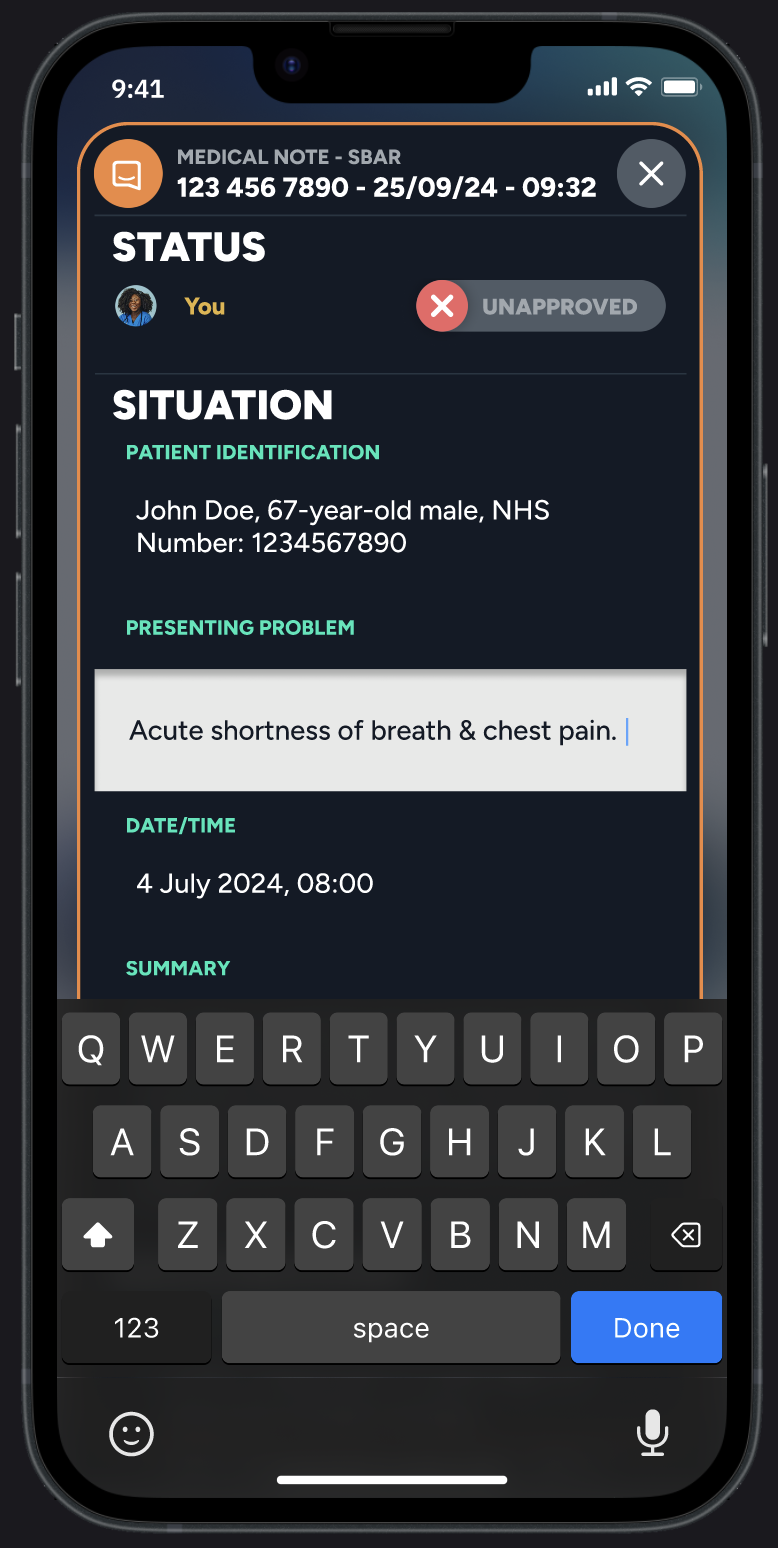 9:41
MEDICAL NOTE - SBAR
123 456 7890 - 25/09/24 - 09:32
STATUS
You
UNAPPROVED
SITUATION
PATIENT IDENTIFICATION
John Doe, 67-year-old male, NHS
Number: 1234567890
PRESENTING PROBLEM
Acute shortness of breath & chest pain.
DATE/TIME
4 July 2024, 08:00
SUMMARY
Q W E R T Y U I O P
A S D F G H J K L
Z X C V B N M
123 space Done